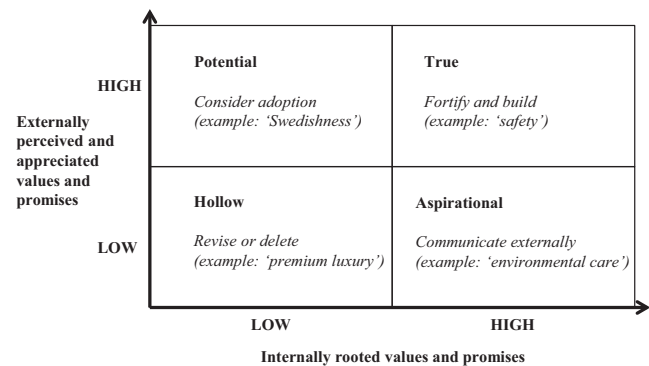 Potential
True
HIGH
Consider adoption
(example: ‘Swedishness’)
Fortify and build
(example: ‘safety’)
Externally
perceived and
appreciated
values and
promises
Hollow
Aspirational
LOW
Revise or delete
(example: ‘premium luxury’)
Communicate externally
(example: ‘environmental care’)
LOW
HIGH
Internally rooted values and promises